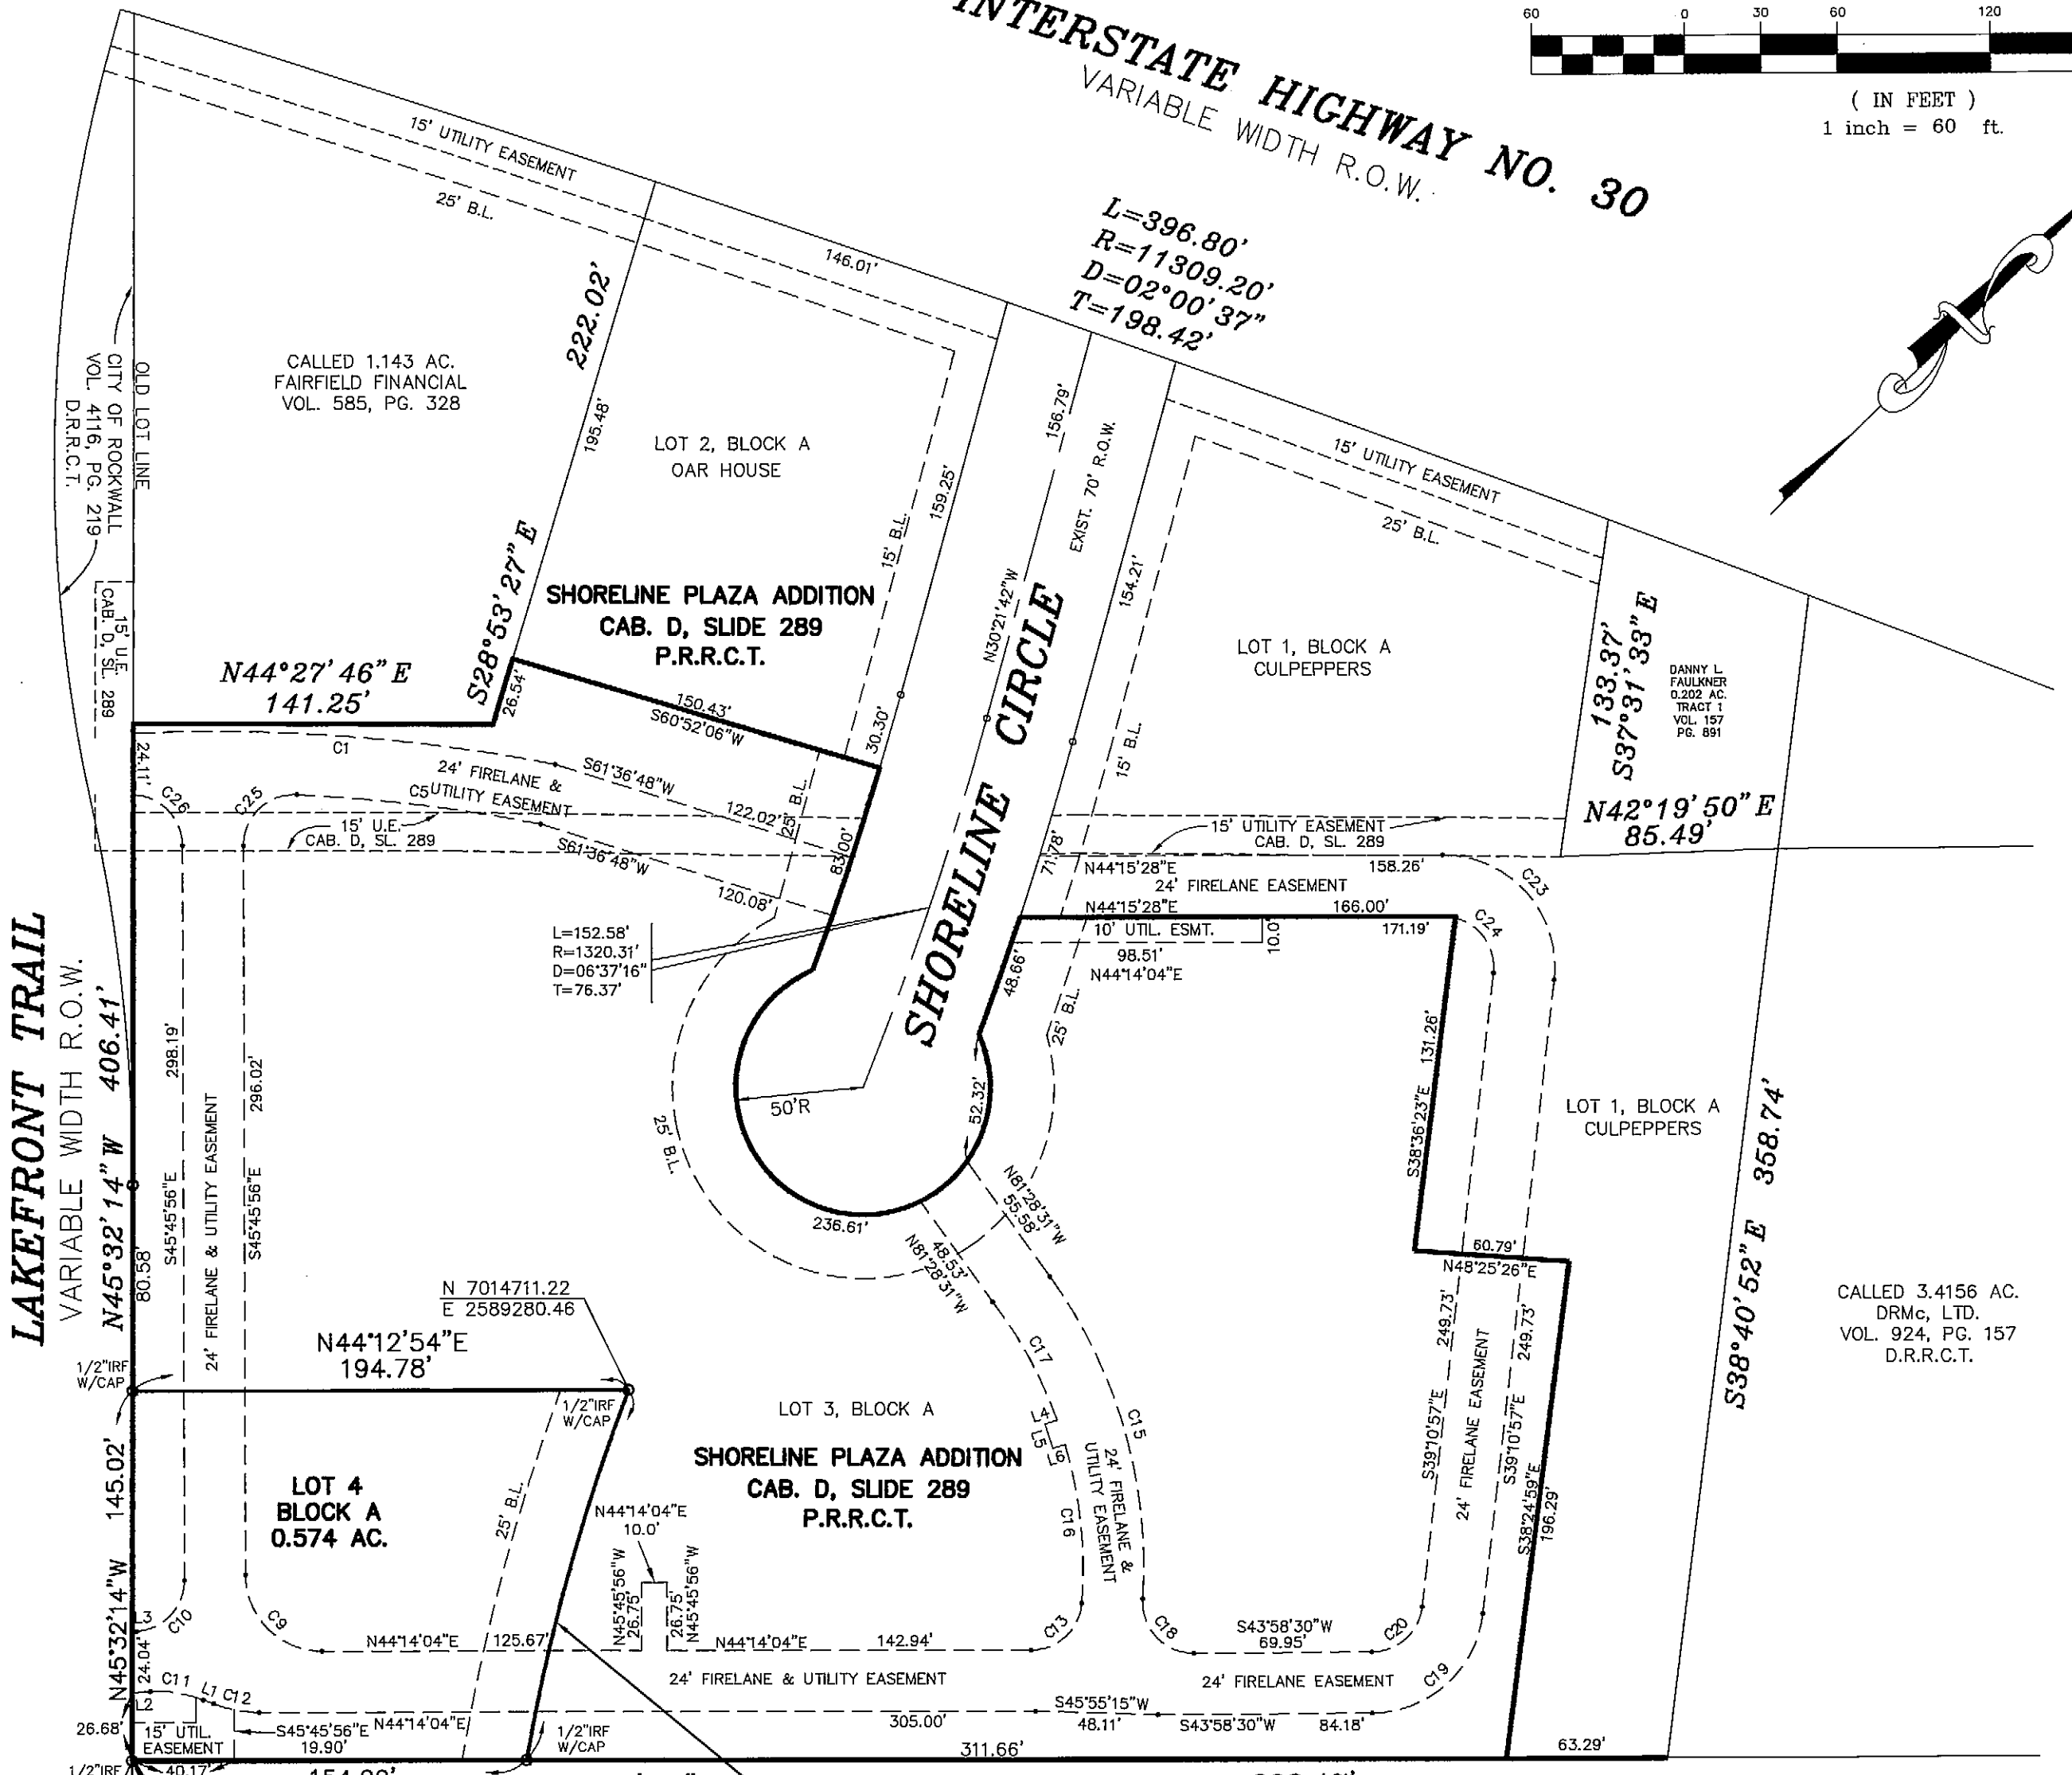 INTERSTATE HIGHWAY NO. 30
VARIABLE WIDTH R.O.W.
60 0 30 60 120
( IN FEET )
1 inch = 60 ft.
L=396.80'
R=11309.20'
D=02°00'37"
T=198.42'
15' UTILITY EASEMENT
25' B.L.
146.01'
222.02'
195.48'
CALLED 1.143 AC.
FAIRFIELD FINANCIAL
VOL. 585, PG. 328
OLD LOT LINE
CITY OF ROCKWALL
VOL. 4116, PG. 219
D.R.R.C.T.
15' U.E.
CAB. D, SL. 289
LOT 2, BLOCK A
OAR HOUSE
15' B.L.
159.25'
156.79'
EXIST. 70' R.O.W.
N30°21'42"W
154.21'
15' B.L.
15' UTILITY EASEMENT
25' B.L.
LOT 1, BLOCK A
CULPEPPERS
133.37'
S37°31'33"E
DANNY L.
FAULKNER
0.202 AC.
TRACT 1
VOL. 157
PG. 891
N42°19'50"E
85.49'
S28°53'27"E
26.54'
SHORELINE PLAZA ADDITION
CAB. D, SLIDE 289
P.R.R.C.T.
N44°27'46"E
141.25'
150.43'
S60°52'06"W
30.30'
SHORELINE CIRCLE
24.11'
C1
24' FIRELANE &
UTILITY EASEMENT
C5
S61°36'48"W
122.02'
25' B.L.
C26
C25
15' U.E.
CAB. D, SL. 289
S61°36'48"W
120.08'
83.00'
71.78'
15' UTILITY EASEMENT
CAB. D, SL. 289
N44°15'28"E
158.26'
24' FIRELANE EASEMENT
C23
N44°15'28"E
166.00'
171.19'
C24
10' UTIL. ESMT.
10.0'
98.51'
N44°14'04"E
48.66'
25' B.L.
L=152.58'
R=1320.31'
D=06°37'16"
T=76.37'
LAKEFRONT TRAIL
VARIABLE WIDTH R.O.W.
N45°32'14"W 406.41'
298.19'
S45°45'56"E
24' FIRELANE & UTILITY EASEMENT
296.02'
S45°45'56"E
80.58'
50'R
52.32'
25' B.L.
236.61'
N81°28'31"W
55.58'
48.53'
N81°28'31"W
131.26'
S38°36'23"E
60.79'
N48°25'26"E
LOT 1, BLOCK A
CULPEPPERS
S38°40'52"E 358.74'
CALLED 3.4156 AC.
DRMc, LTD.
VOL. 924, PG. 157
D.R.R.C.T.
N 7014711.22
E 2589280.46
N44°12'54"E
194.78'
1/2"IRF
W/CAP
1/2"IRF
W/CAP
LOT 3, BLOCK A
SHORELINE PLAZA ADDITION
CAB. D, SLIDE 289
P.R.R.C.T.
C17
L4
L5
C15
24' FIRELANE &
UTILITY EASEMENT
C16
249.73'
S39°10'57"E
24' FIRELANE EASEMENT
249.73'
S39°10'57"E
S38°24'59"E
196.29'
145.02'
N45°32'14"W
LOT 4
BLOCK A
0.574 AC.
25' B.L.
N44°14'04"E
10.0'
N45°45'56"W
26.75'
26.75'
N45°45'56"W
L3
C10
C9
N44°14'04"E 125.67'
N44°14'04"E 142.94'
C13
C18
S43°58'30"W
69.95'
C20
C19
24.04'
C11
L1
C12
L2
24' FIRELANE & UTILITY EASEMENT
24' FIRELANE EASEMENT
26.68'
15' UTIL.
EASEMENT
S45°45'56"E
19.90'
N44°14'04"E
305.00'
S45°55'15"W
48.11'
S43°58'30"W
84.18'
1/2"IRF
W/CAP
311.66'
63.29'
1/2"IRF
40.17'